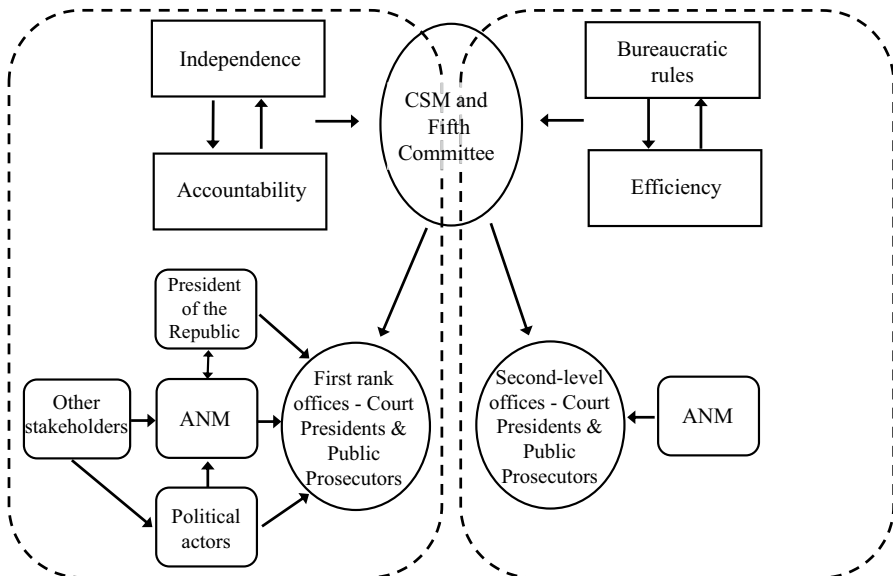 Independence
Accountability
CSM and
Fifth
Committee
Bureaucratic
rules
Efficiency
President
of the
Republic
Other
stakeholders
ANM
Political
actors
First rank
offices - Court
Presidents &
Public
Prosecutors
Second-level
offices - Court
Presidents &
Public
Prosecutors
ANM